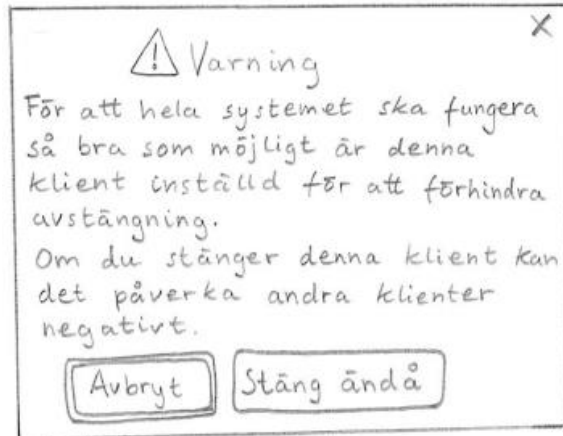 X
Varning
För att hela systemet ska fungera
så bra som möjligt är denna
klient inställd för att förhindra
avstängning.
Om du stänger denna klient kan
det påverka andra klienter
negativt.
Avbryt Stäng ändå